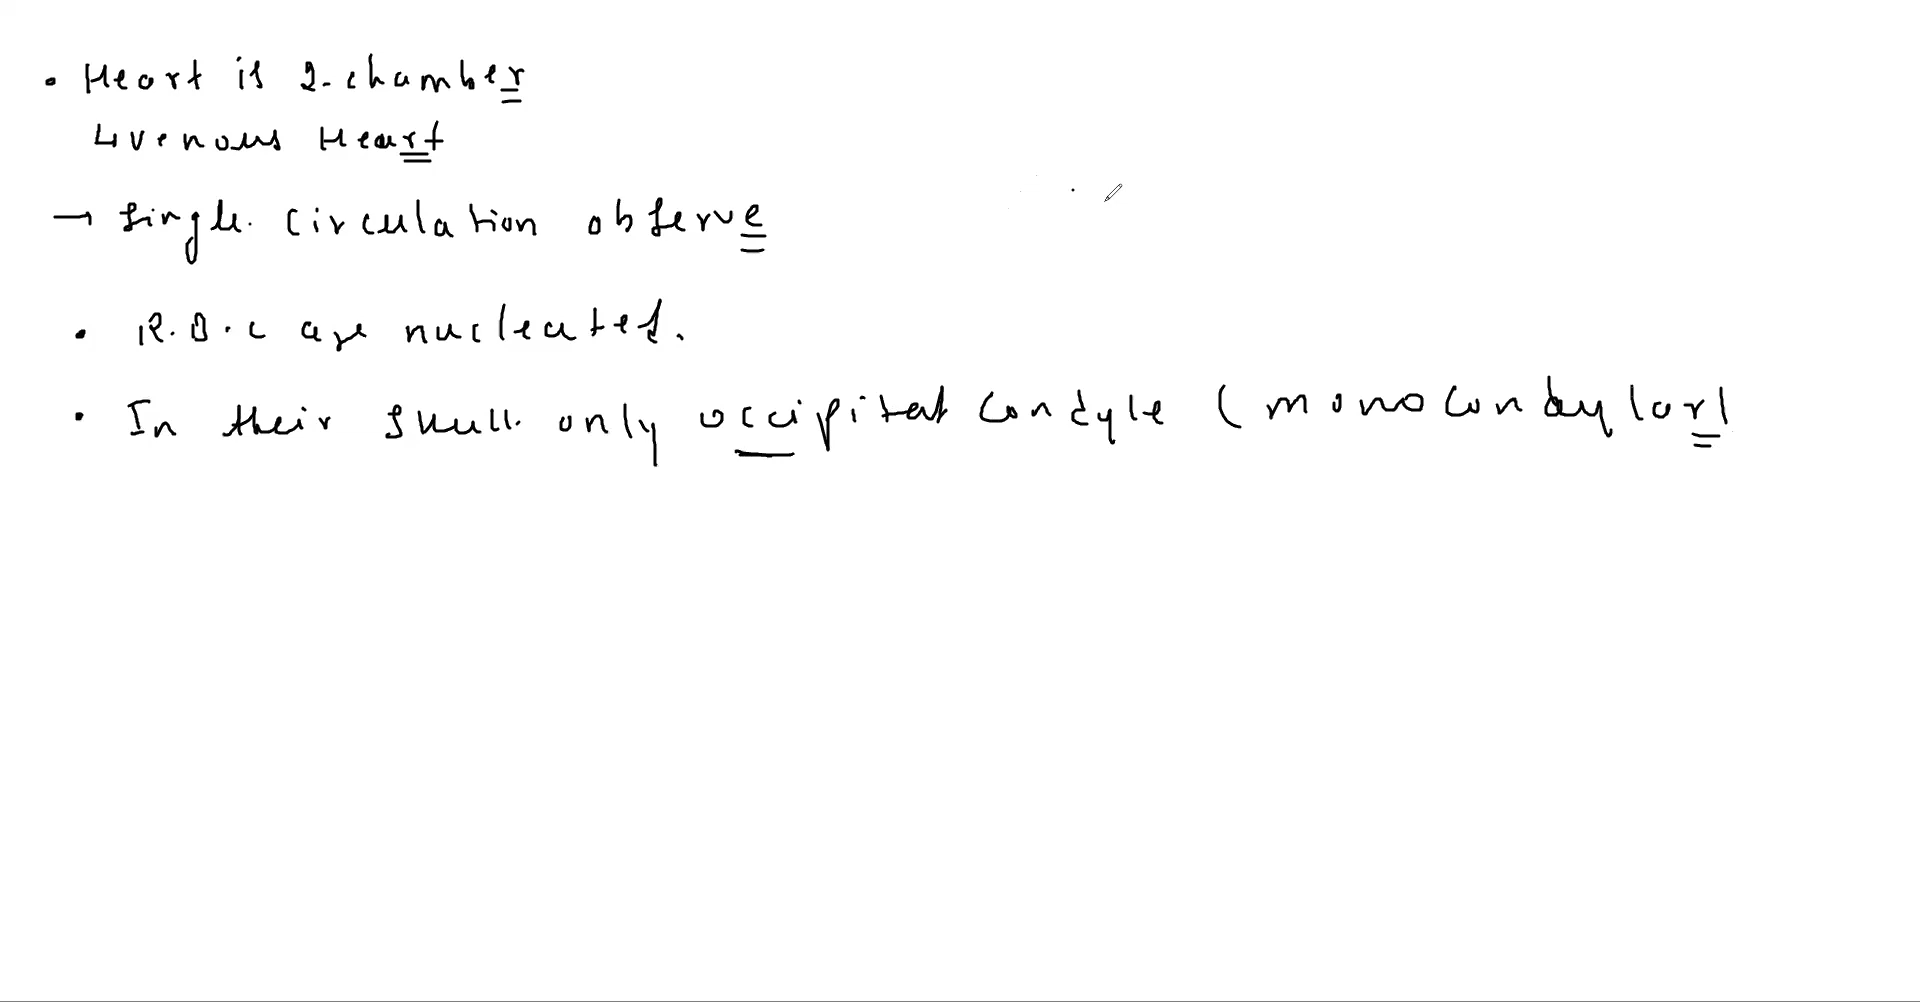 • Heart is 2-chamber
↳ venous Heart
→ single circulation observe
• R.B.C are nucleated.
• In their skull only occipital condyle (monocondylar)